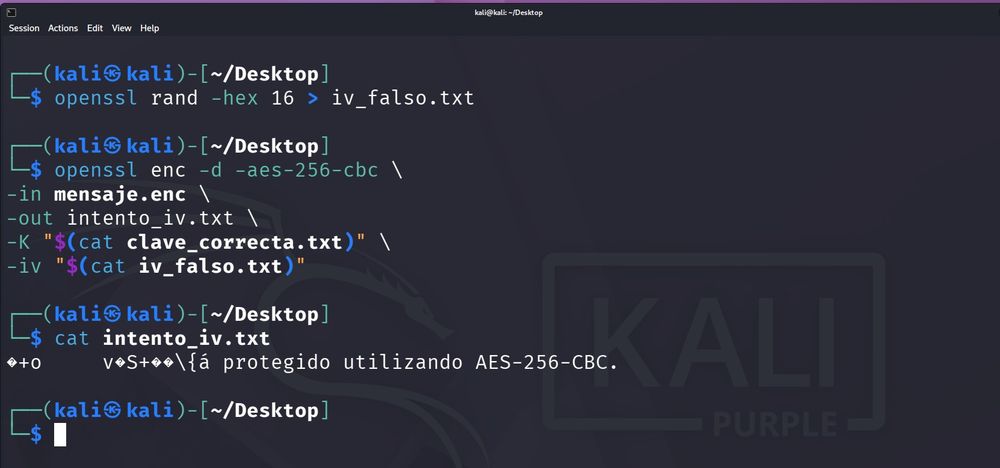 kali@kali: ~/Desktop
Session Actions Edit View Help
┌──(kali㉿kali)-[~/Desktop]
└─$ openssl rand -hex 16 > iv_falso.txt
┌──(kali㉿kali)-[~/Desktop]
└─$ openssl enc -d -aes-256-cbc \
-in mensaje.enc \
-out intento_iv.txt \
-K "$(cat clave_correcta.txt)" \
-iv "$(cat iv_falso.txt)"
┌──(kali㉿kali)-[~/Desktop]
└─$ cat intento_iv.txt
�+o     v�S+��\{á protegido utilizando AES-256-CBC.
┌──(kali㉿kali)-[~/Desktop]
└─$
KALI
PURPLE